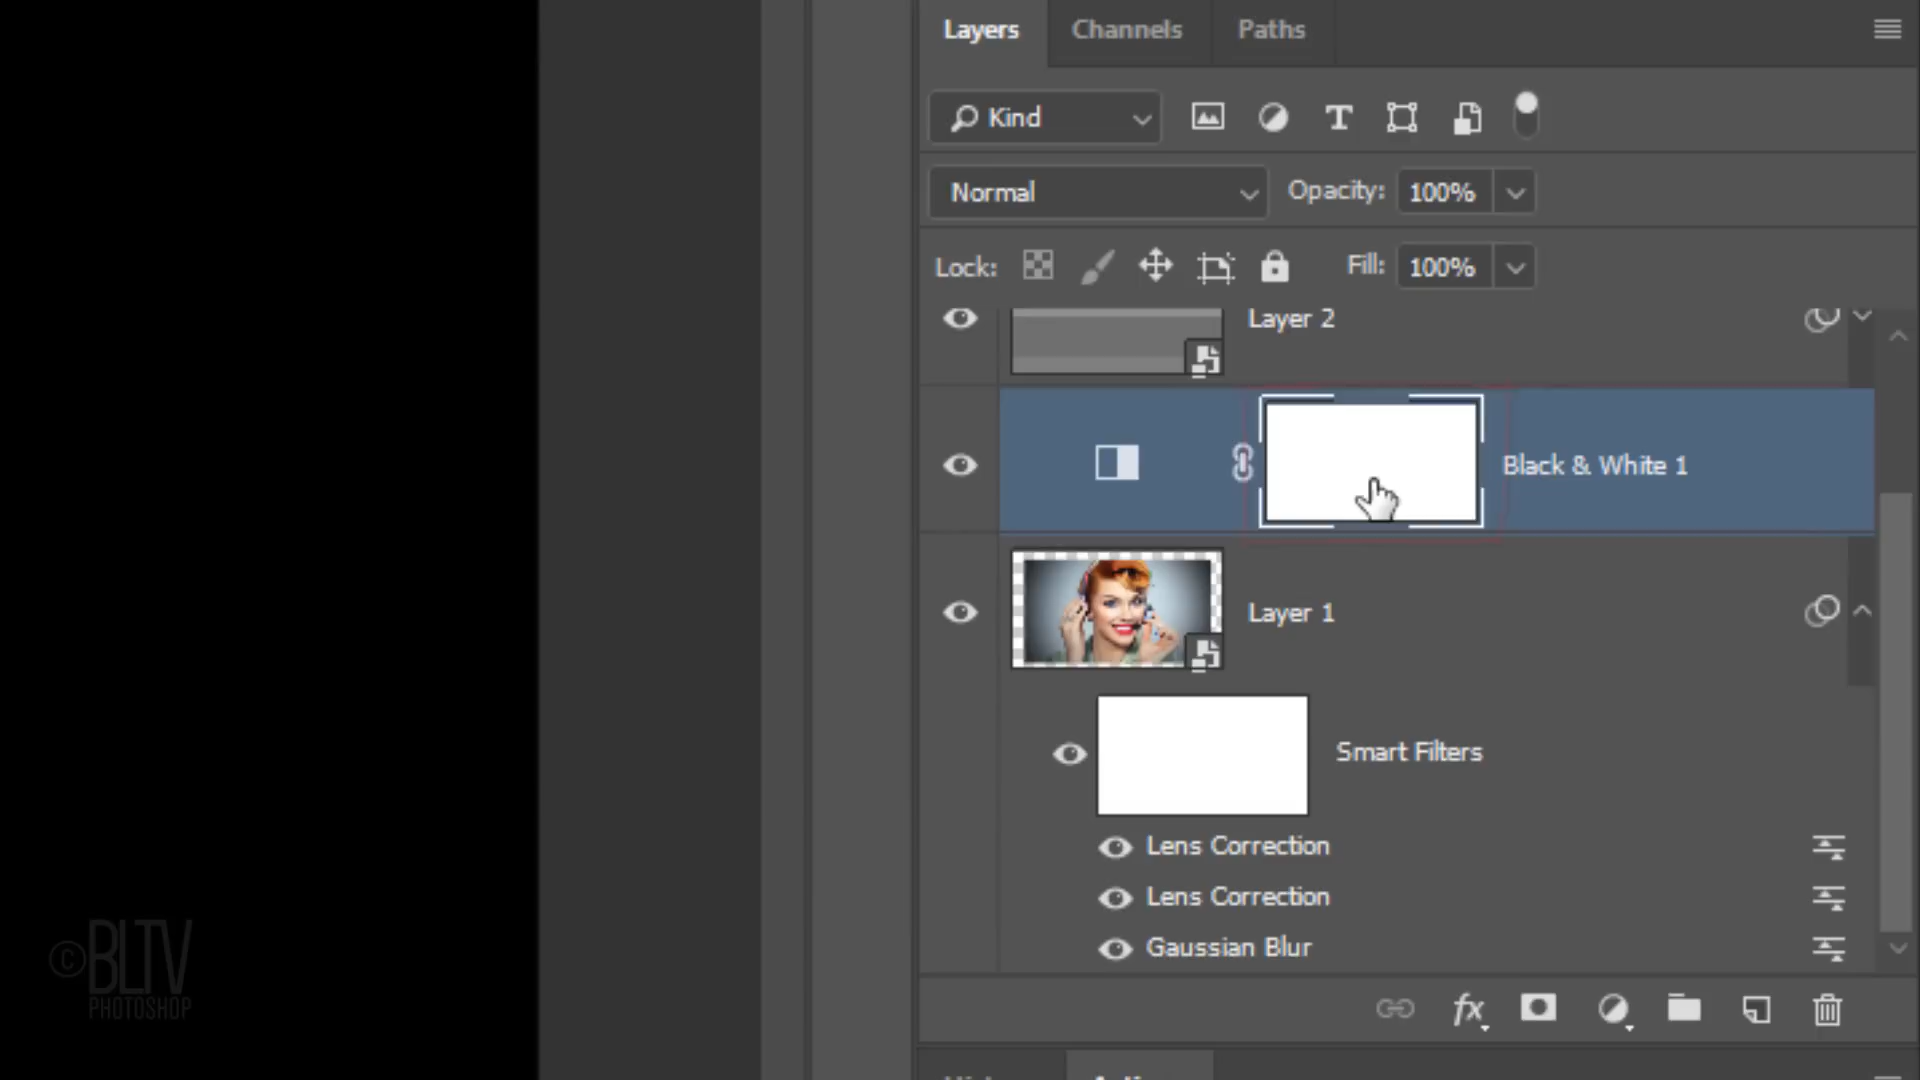 Layers Channels Paths
Kind
Normal Opacity: 100%
Lock: Fill: 100%
Layer 2
Black & White 1
Layer 1
Smart Filters
Lens Correction
Lens Correction
Gaussian Blur
fx
©BLTV
PHOTOSHOP